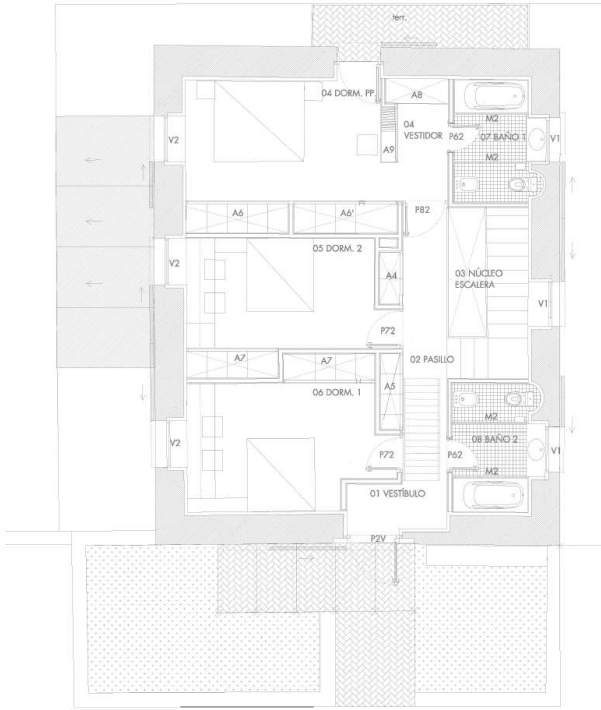 terr.
04 DORM. PP.
A8
04
VESTIDOR
M2
P62
07 BAÑO 1
V1
V2
A9
M2
A6
A6'
P82
05 DORM. 2
V2
A4
03 NÚCLEO
ESCALERA
V1
P72
02 PASILLO
A7
A7
06 DORM. 1
A5
M2
08 BAÑO 2
V2
P72
P62
V1
M2
01 VESTÍBULO
P2V